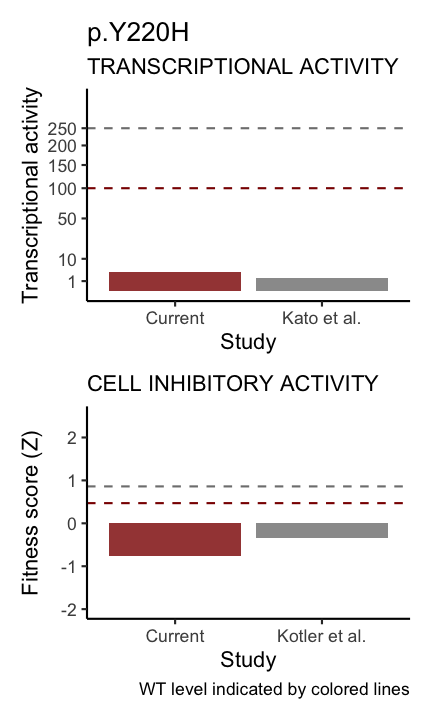 p.Y220H
TRANSCRIPTIONAL ACTIVITY
Transcriptional activity
250
200
150
100
50
10
1
Current
Kato et al.
Study
CELL INHIBITORY ACTIVITY
Fitness score (Z)
2
1
0
-1
-2
Current
Kotler et al.
Study
WT level indicated by colored lines